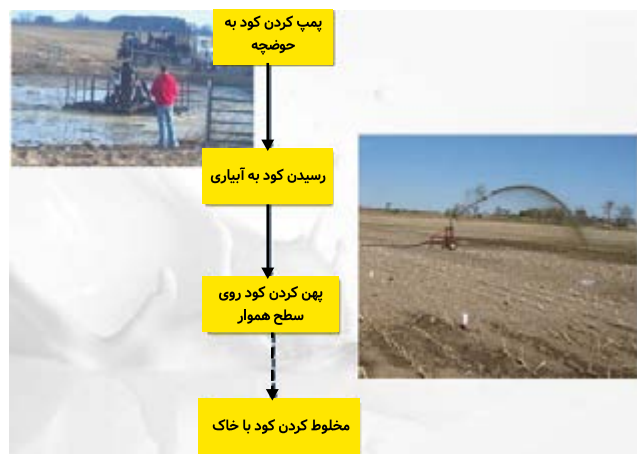 پمپ کردن کود به
حوضچه
رسیدن کود به آبیاری
پهن کردن کود روی
سطح هموار
مخلوط کردن کود با خاک